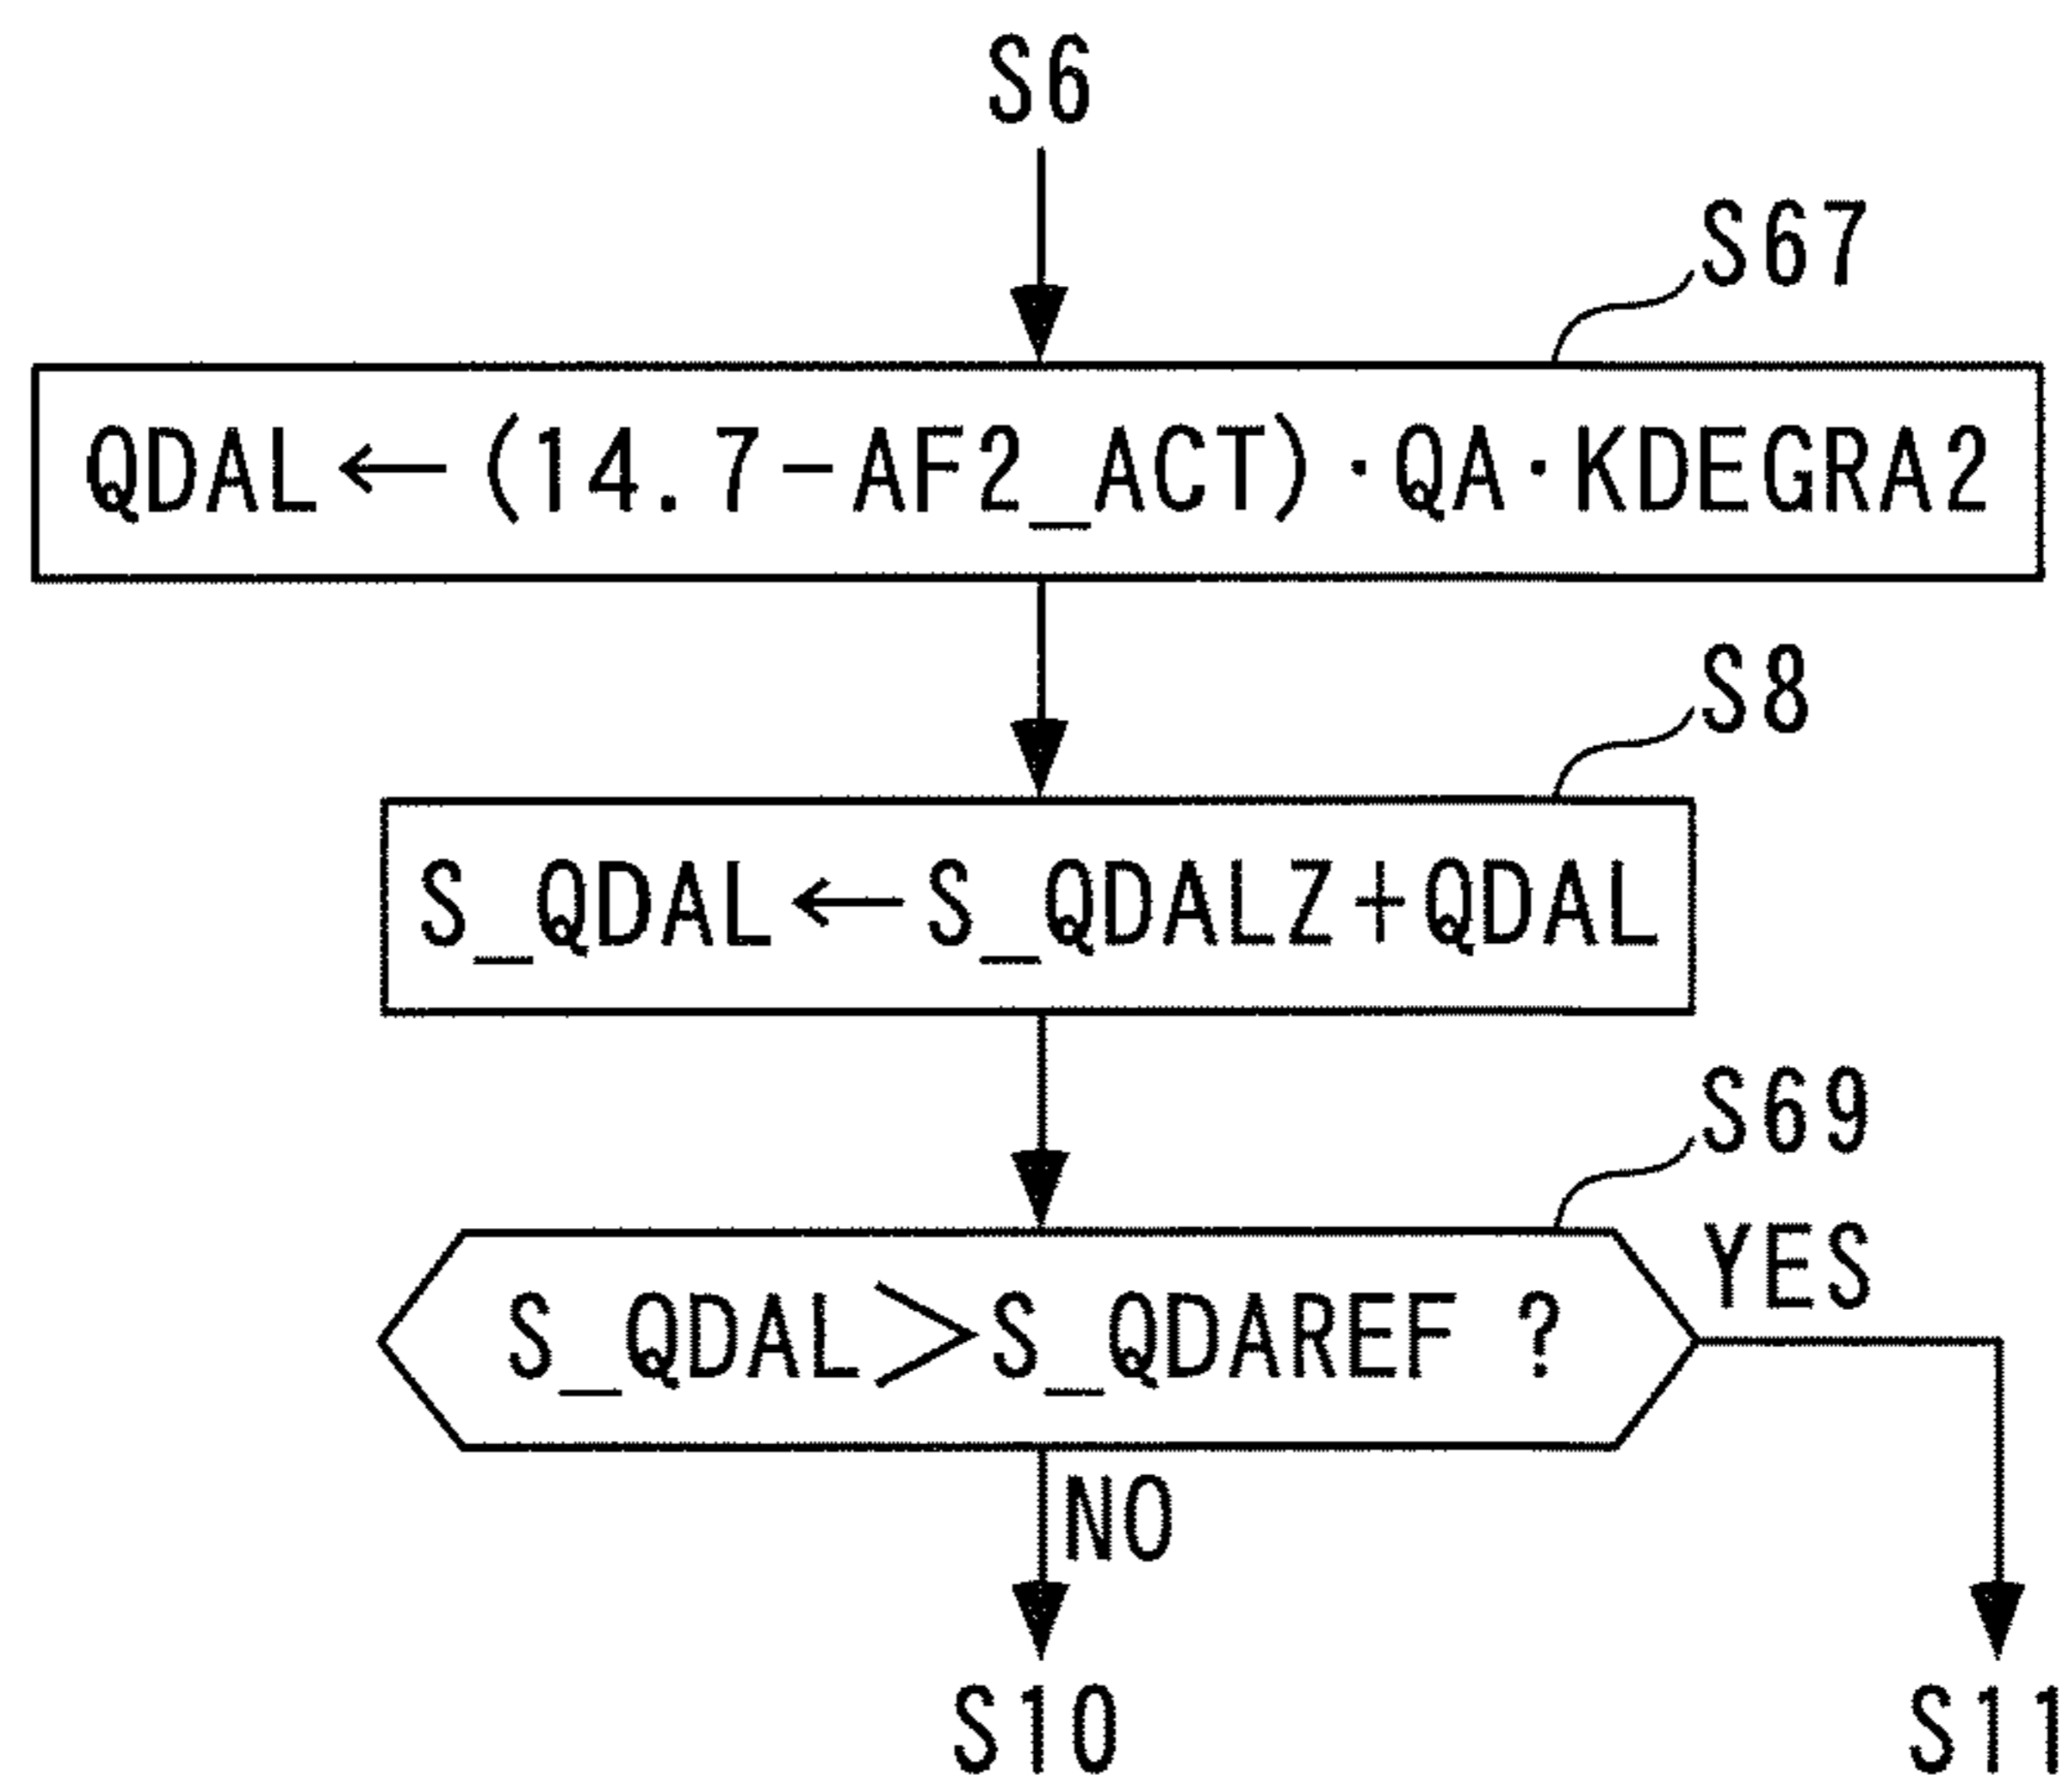 S6
S67
QDAL←(14.7-AF2_ACT)·QA·KDEGRA2
S8
S_QDAL←S_QDALZ+QDAL
S69
YES
S_QDAL>S_QDAREF ?
NO
S10
S11